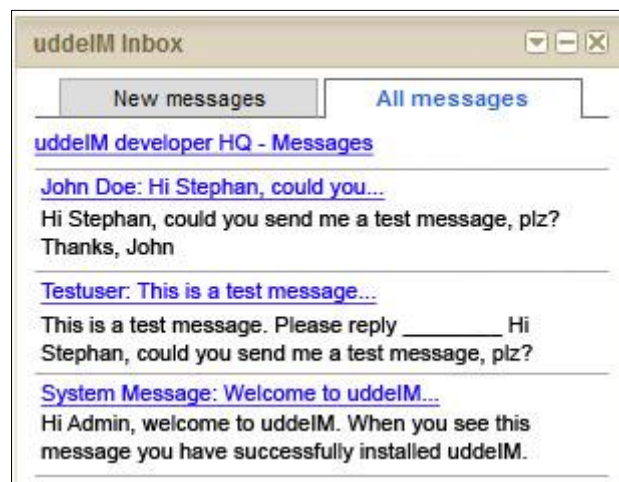 uddeIM Inbox
New messages All messages
uddeIM developer HQ - Messages
John Doe: Hi Stephan, could you...
Hi Stephan, could you send me a test message, plz?
Thanks, John
Testuser: This is a test message...
This is a test message. Please reply ________ Hi
Stephan, could you send me a test message, plz?
System Message: Welcome to uddeIM...
Hi Admin, welcome to uddeIM. When you see this
message you have successfully installed uddeIM.